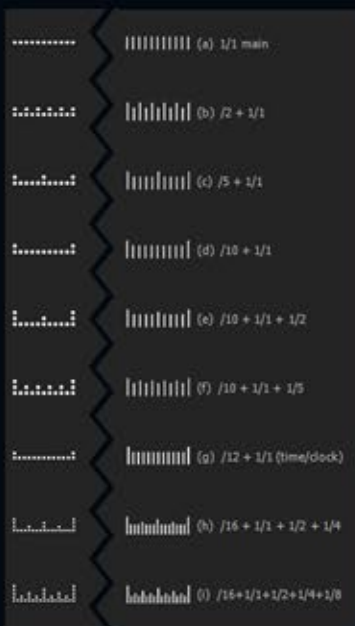 (a) 1/1 main
(b) /2 + 1/1
(c) /5 + 1/1
(d) /10 + 1/1
(e) /10 + 1/1 + 1/2
(f) /10 + 1/1 + 1/5
(g) /12 + 1/1 (time/clock)
(h) /16 + 1/1 + 1/2 + 1/4
(i) /16+1/1+1/2+1/4+1/8